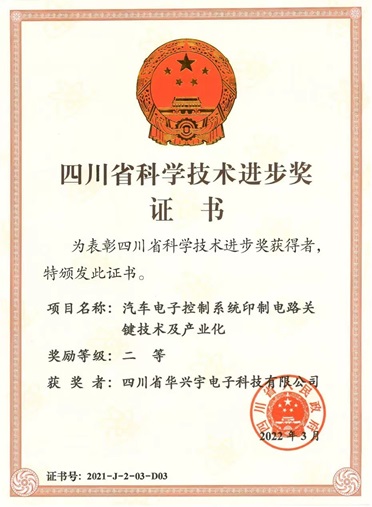 四川省科学技术进步奖
证 书
为表彰四川省科学技术进步奖获得者，
特颁发此证书。
项目名称：汽车电子控制系统印制电路关
键技术及产业化
奖励等级：二 等
获 奖 者：四川省华兴宇电子科技有限公司
四川省人民政府
2022 年 3 月
证书号：2021-J-2-03-D03